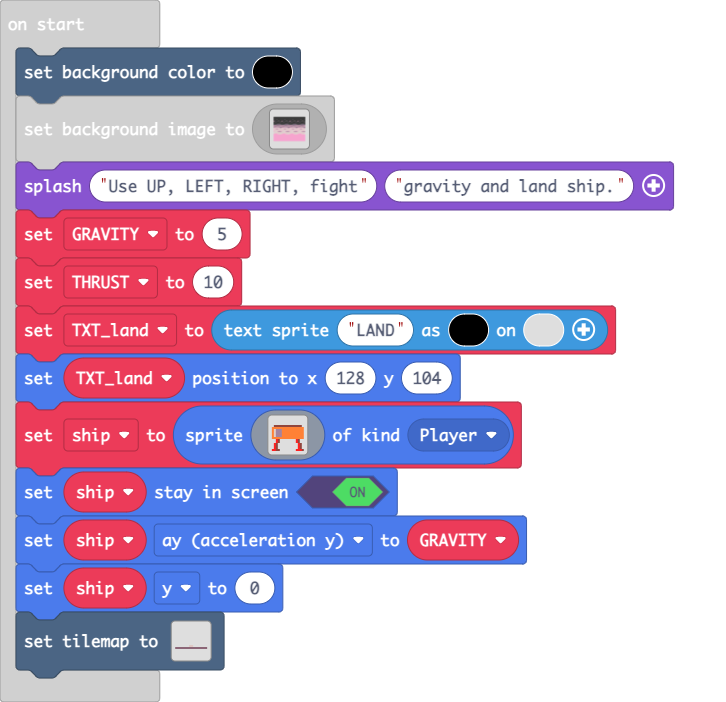 on start
set background color to
set background image to
splash "Use UP, LEFT, RIGHT, fight" "gravity and land ship."
set GRAVITY to 5
set THRUST to 10
set TXT_land to text sprite "LAND" as on
set TXT_land position to x 128 y 104
set ship to sprite of kind Player
set ship stay in screen ON
set ship ay (acceleration y) to GRAVITY
set ship y to 0
set tilemap to